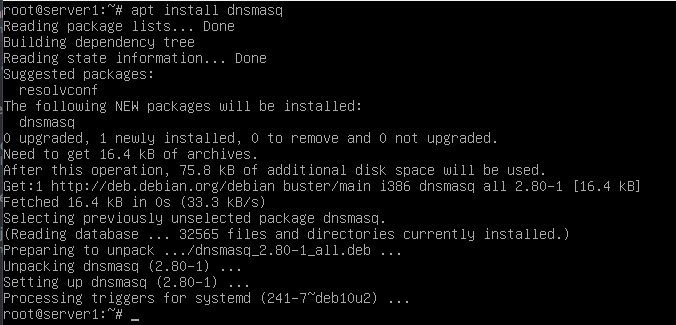 root@server1:~# apt install dnsmasq
Reading package lists... Done
Building dependency tree
Reading state information... Done
Suggested packages:
  resolvconf
The following NEW packages will be installed:
  dnsmasq
0 upgraded, 1 newly installed, 0 to remove and 0 not upgraded.
Need to get 16.4 kB of archives.
After this operation, 75.8 kB of additional disk space will be used.
Get:1 http://deb.debian.org/debian buster/main i386 dnsmasq all 2.80-1 [16.4 kB]
Fetched 16.4 kB in 0s (33.3 kB/s)
Selecting previously unselected package dnsmasq.
(Reading database ... 32565 files and directories currently installed.)
Preparing to unpack .../dnsmasq_2.80-1_all.deb ...
Unpacking dnsmasq (2.80-1) ...
Setting up dnsmasq (2.80-1) ...
Processing triggers for systemd (241-7~deb10u2) ...
root@server1:~# _